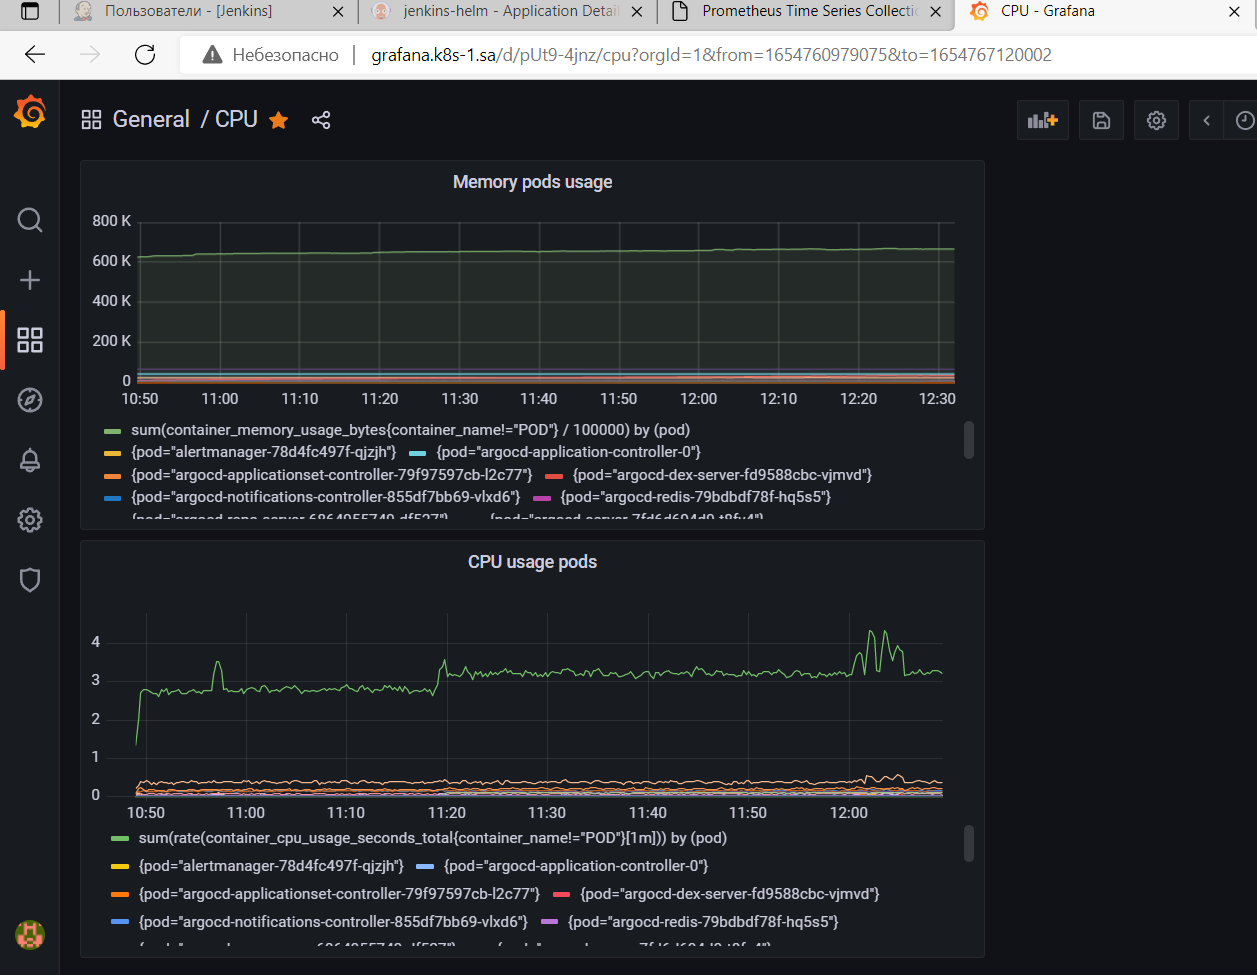 Пользователи - [Jenkins]
jenkins-helm - Application Detail
Prometheus Time Series Collectio
CPU - Grafana
Небезопасно
grafana.k8s-1.sa/d/pUt9-4jnz/cpu?orgId=1&from=1654760979075&to=1654767120002
General / CPU
Memory pods usage
800 K
600 K
400 K
200 K
0
10:50 11:00 11:10 11:20 11:30 11:40 11:50 12:00 12:10 12:20 12:30
sum(container_memory_usage_bytes{container_name!="POD"} / 100000) by (pod)
{pod="alertmanager-78d4fc497f-qjzjh"} {pod="argocd-application-controller-0"}
{pod="argocd-applicationset-controller-79f97597cb-l2c77"} {pod="argocd-dex-server-fd9588cbc-vjmvd"}
{pod="argocd-notifications-controller-855df7bb69-vlxd6"} {pod="argocd-redis-79bdbdf78f-hq5s5"}
CPU usage pods
4
3
2
1
0
10:50 11:00 11:10 11:20 11:30 11:40 11:50 12:00
sum(rate(container_cpu_usage_seconds_total{container_name!="POD"}[1m])) by (pod)
{pod="alertmanager-78d4fc497f-qjzjh"} {pod="argocd-application-controller-0"}
{pod="argocd-applicationset-controller-79f97597cb-l2c77"} {pod="argocd-dex-server-fd9588cbc-vjmvd"}
{pod="argocd-notifications-controller-855df7bb69-vlxd6"} {pod="argocd-redis-79bdbdf78f-hq5s5"}